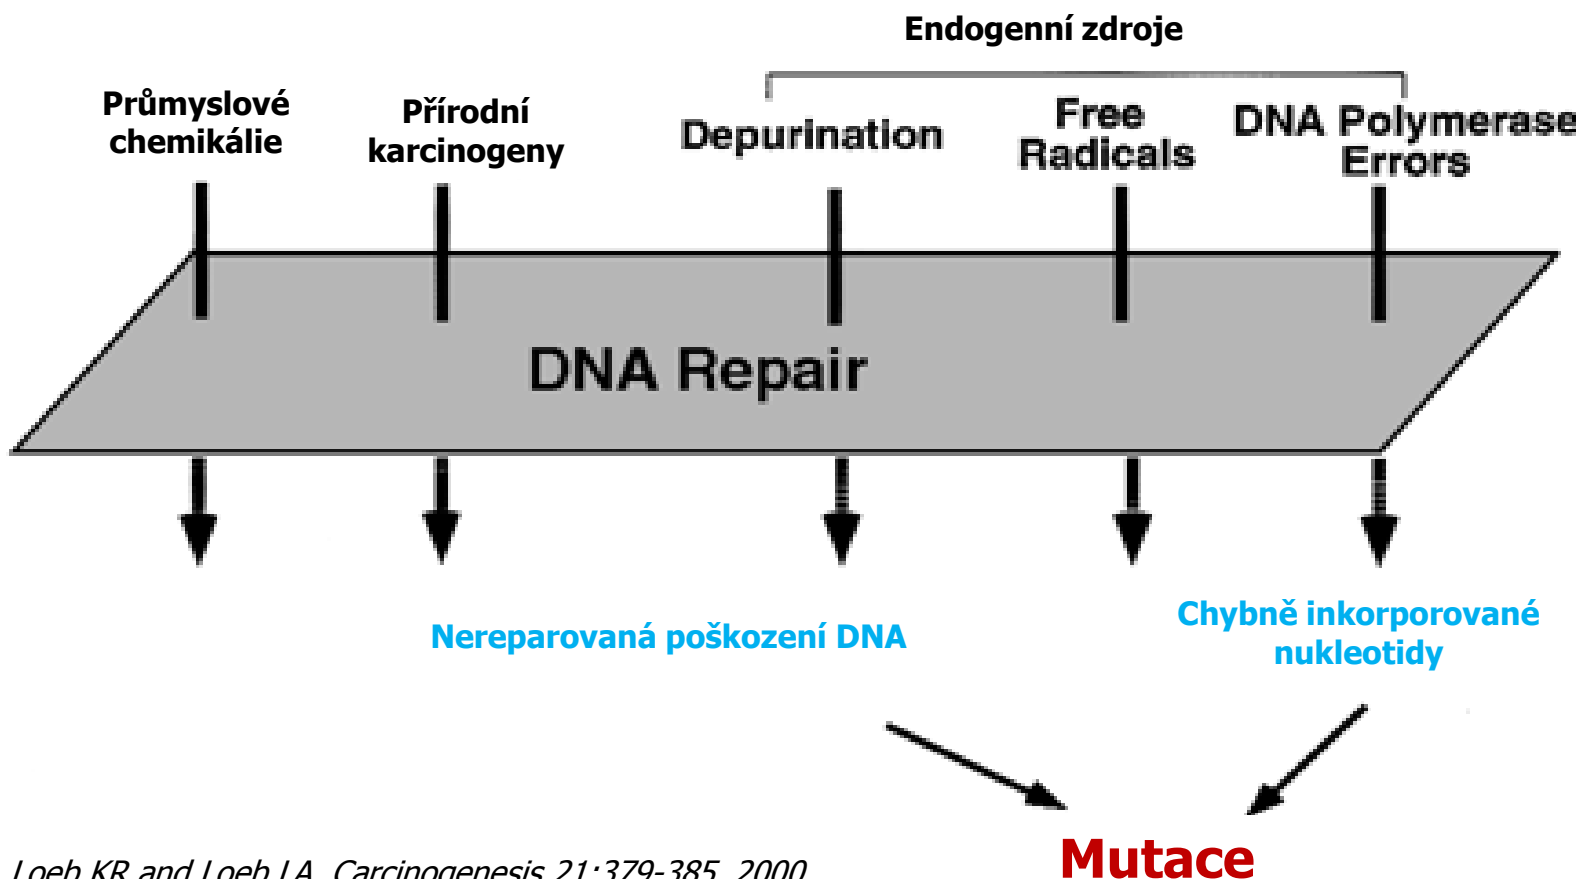 Endogenní zdroje
Průmyslové
chemikálie
Přírodní
karcinogeny
Depurination
Free
Radicals
DNA Polymerase
Errors
DNA Repair
Nereparovaná poškození DNA
Chybně inkorporované
nukleotidy
Mutace
Loeb KR and Loeb LA, Carcinogenesis 21:379-385, 2000